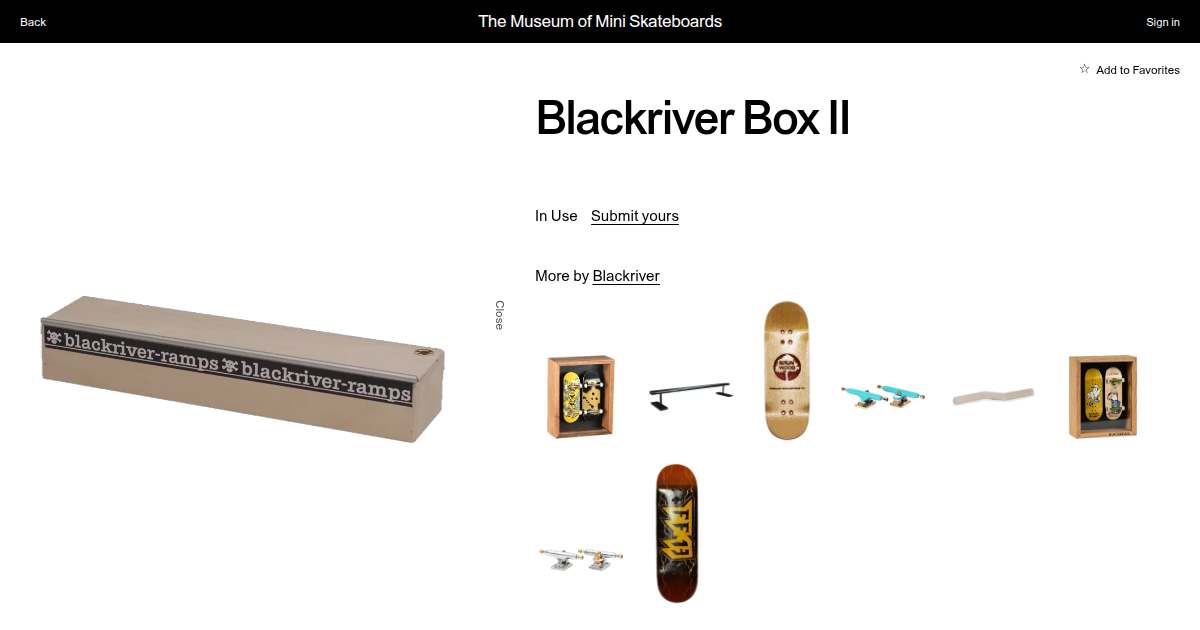 Back
The Museum of Mini Skateboards
Sign in
☆ Add to Favorites
Blackriver Box II
In Use Submit yours
More by Blackriver
Close
blackriver-ramps blackriver-ramps